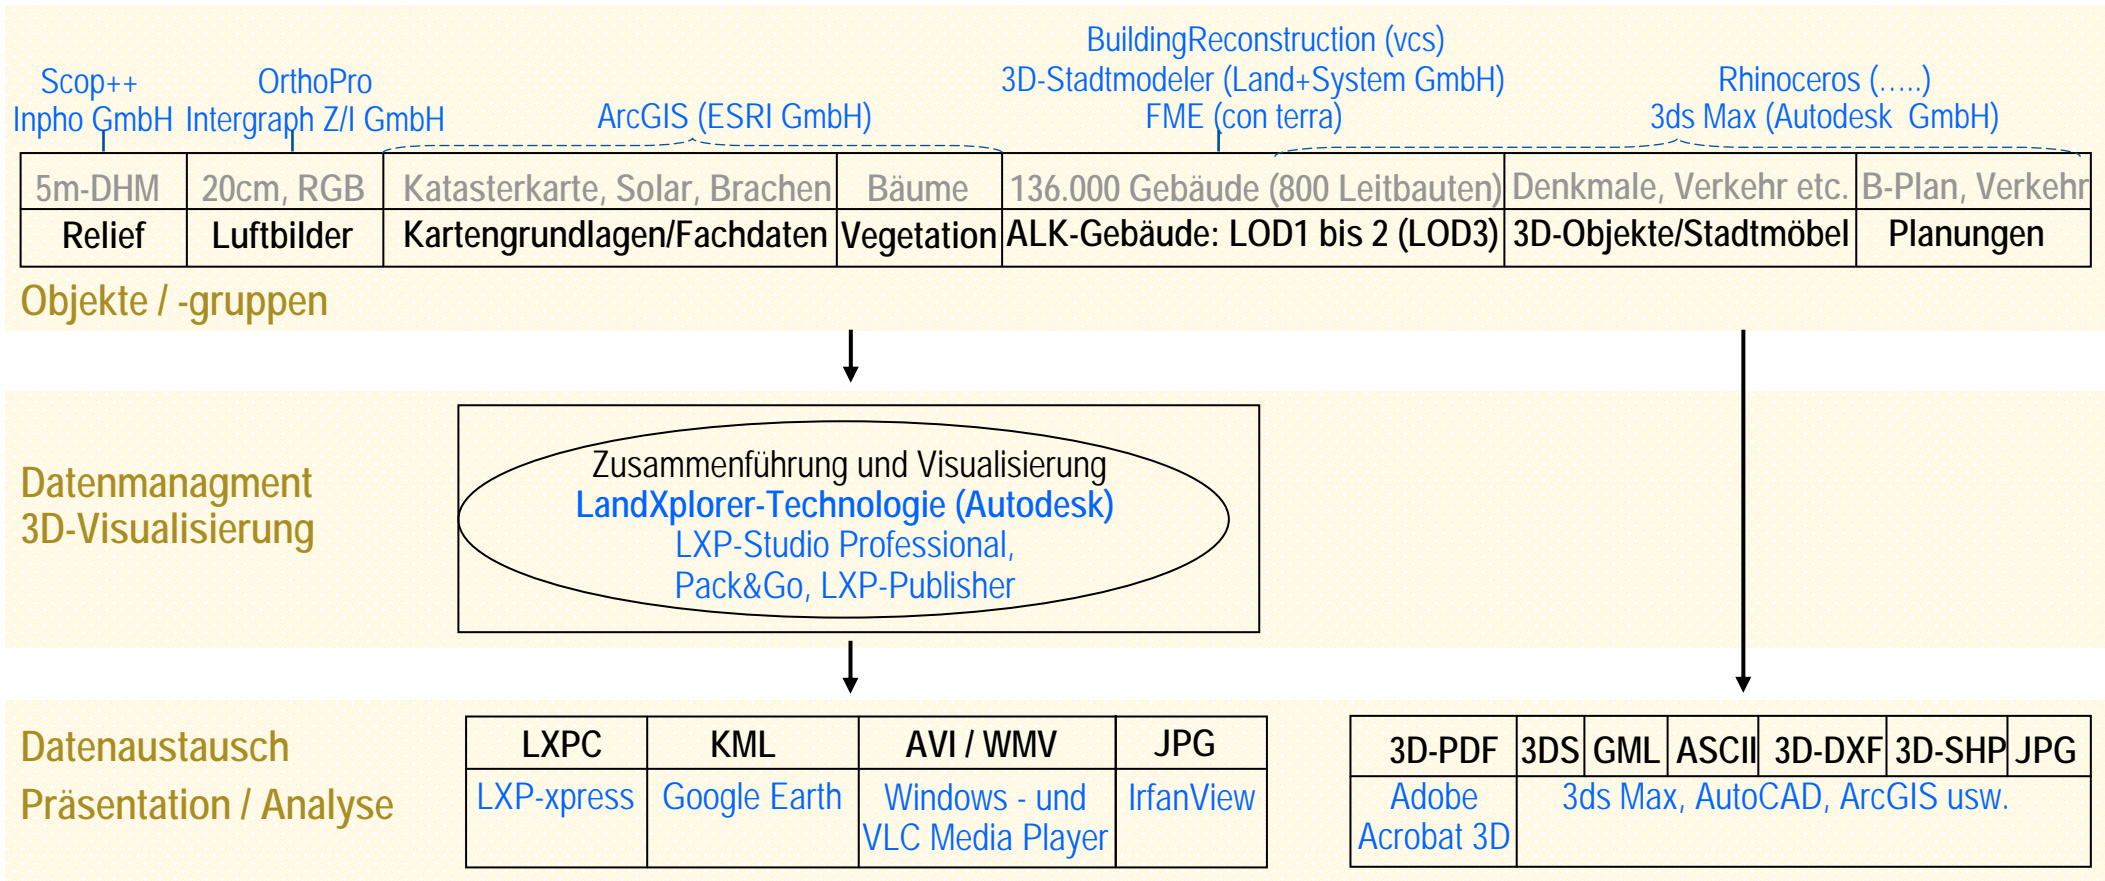 BuildingReconstruction (vcs)
Scop++ OrthoPro 3D-Stadtmodeler (Land+System GmbH) Rhinoceros (.....)
Inpho GmbH Intergraph Z/I GmbH ArcGIS (ESRI GmbH) FME (con terra) 3ds Max (Autodesk GmbH)
5m-DHM 20cm, RGB Katasterkarte, Solar, Brachen Bäume 136.000 Gebäude (800 Leitbauten) Denkmale, Verkehr etc. B-Plan, Verkehr
Relief Luftbilder Kartengrundlagen/Fachdaten Vegetation ALK-Gebäude: LOD1 bis 2 (LOD3) 3D-Objekte/Stadtmöbel Planungen
Objekte / -gruppen
Datenmanagment
3D-Visualisierung
Zusammenführung und Visualisierung
LandXplorer-Technologie (Autodesk)
LXP-Studio Professional,
Pack&Go, LXP-Publisher
Datenaustausch
Präsentation / Analyse
LXPC KML AVI / WMV JPG
LXP-xpress Google Earth Windows - und IrfanView
VLC Media Player
3D-PDF 3DS GML ASCII 3D-DXF 3D-SHP JPG
Adobe 3ds Max, AutoCAD, ArcGIS usw.
Acrobat 3D